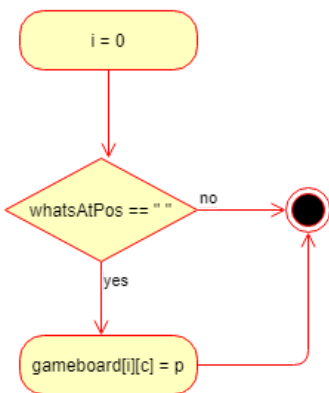 i = 0
whatsAtPos == " "
no
yes
gameboard[i][c] = p